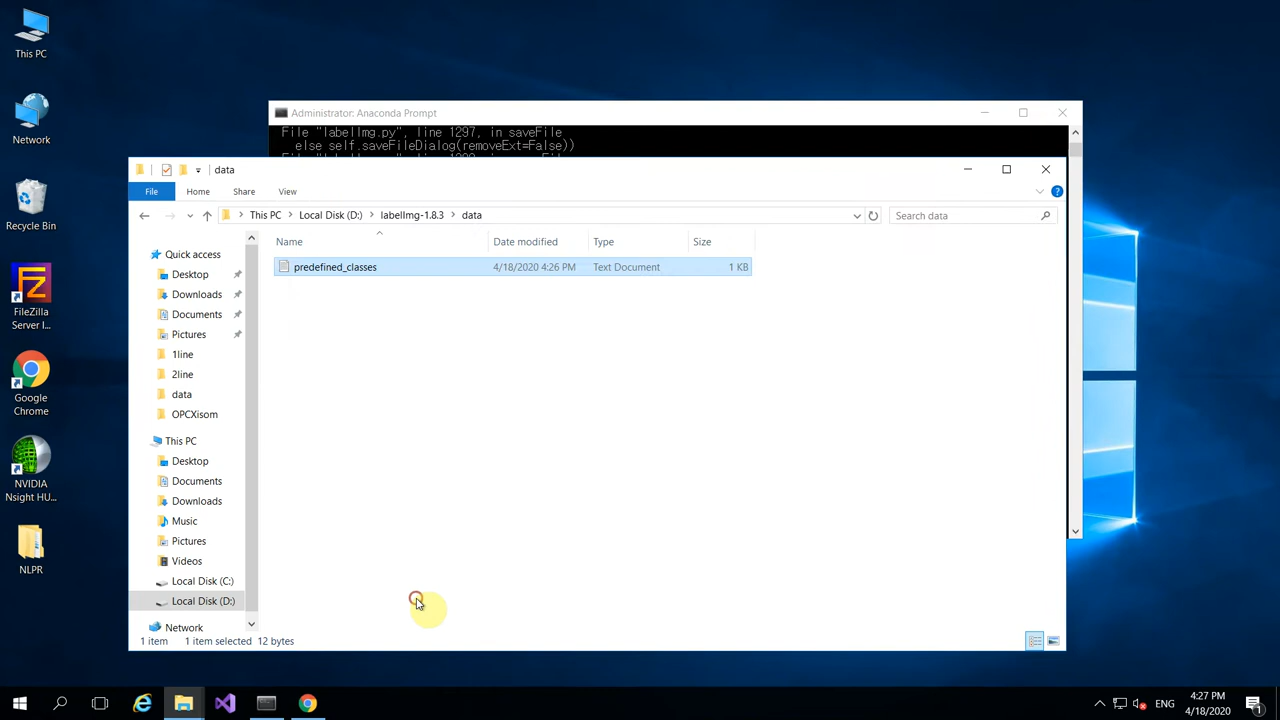 This PC
Network
Recycle Bin
FileZilla
Server I...
Google
Chrome
NVIDIA
Nsight HU...
NLPR
Administrator: Anaconda Prompt
File "labelImg.py", line 1297, in saveFile
else self.saveFileDialog(removeExt=False))
data
File
Home
Share
View
This PC
Local Disk (D:)
labelImg-1.8.3
data
Search data
Name
Date modified
Type
Size
predefined_classes
4/18/2020 4:26 PM
Text Document
1 KB
Quick access
Desktop
Downloads
Documents
Pictures
1line
2line
data
OPCXisom
This PC
Desktop
Documents
Downloads
Music
Pictures
Videos
Local Disk (C:)
Local Disk (D:)
Network
1 item
1 item selected
12 bytes
ENG
4:27 PM
4/18/2020
1